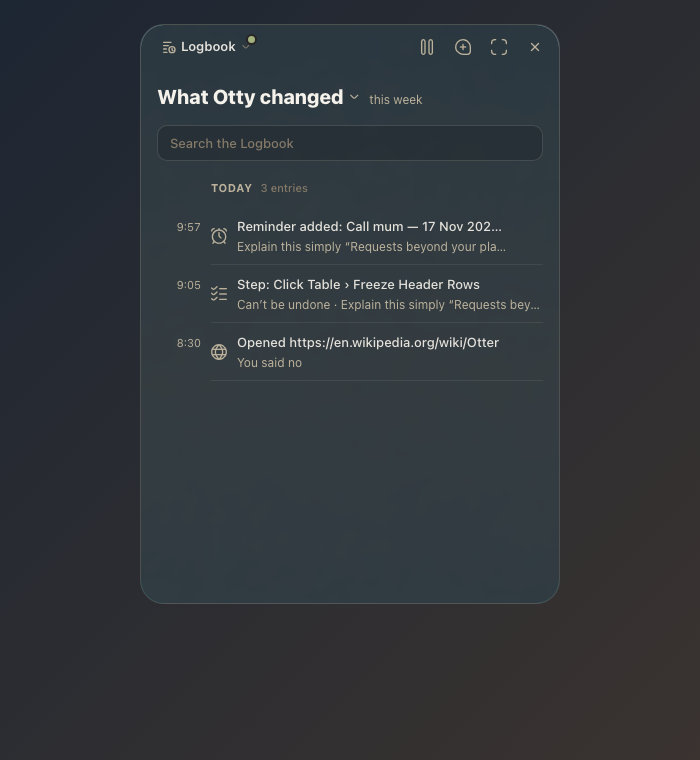 Logbook
What Otty changed this week
Search the Logbook
TODAY 3 entries
9:57 Reminder added: Call mum — 17 Nov 202...
Explain this simply “Requests beyond your pla...
9:05 Step: Click Table › Freeze Header Rows
Can’t be undone · Explain this simply “Requests bey...
8:30 Opened https://en.wikipedia.org/wiki/Otter
You said no